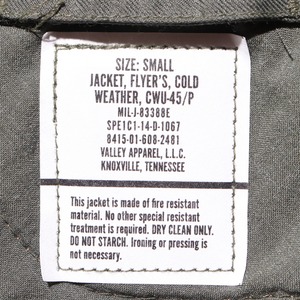 SIZE: SMALL
JACKET, FLYER'S, COLD
WEATHER, CWU-45/P
MIL-J-83388E
SPE1C1-14-D-1067
8415-01-608-2481
VALLEY APPAREL, L.L.C.
KNOXVILLE, TENNESSEE
This jacket is made of fire resistant
material. No other special resistant
treatment is required. DRY CLEAN ONLY.
DO NOT STARCH. Ironing or pressing is
not necessary.